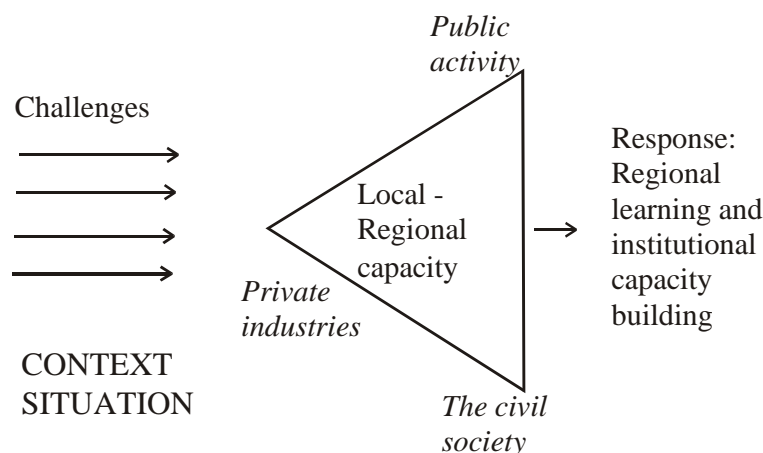 Public
activity
Challenges
Local -
Regional
capacity
Private
industries
The civil
society
CONTEXT
SITUATION
Response:
Regional
learning and
institutional
capacity
building